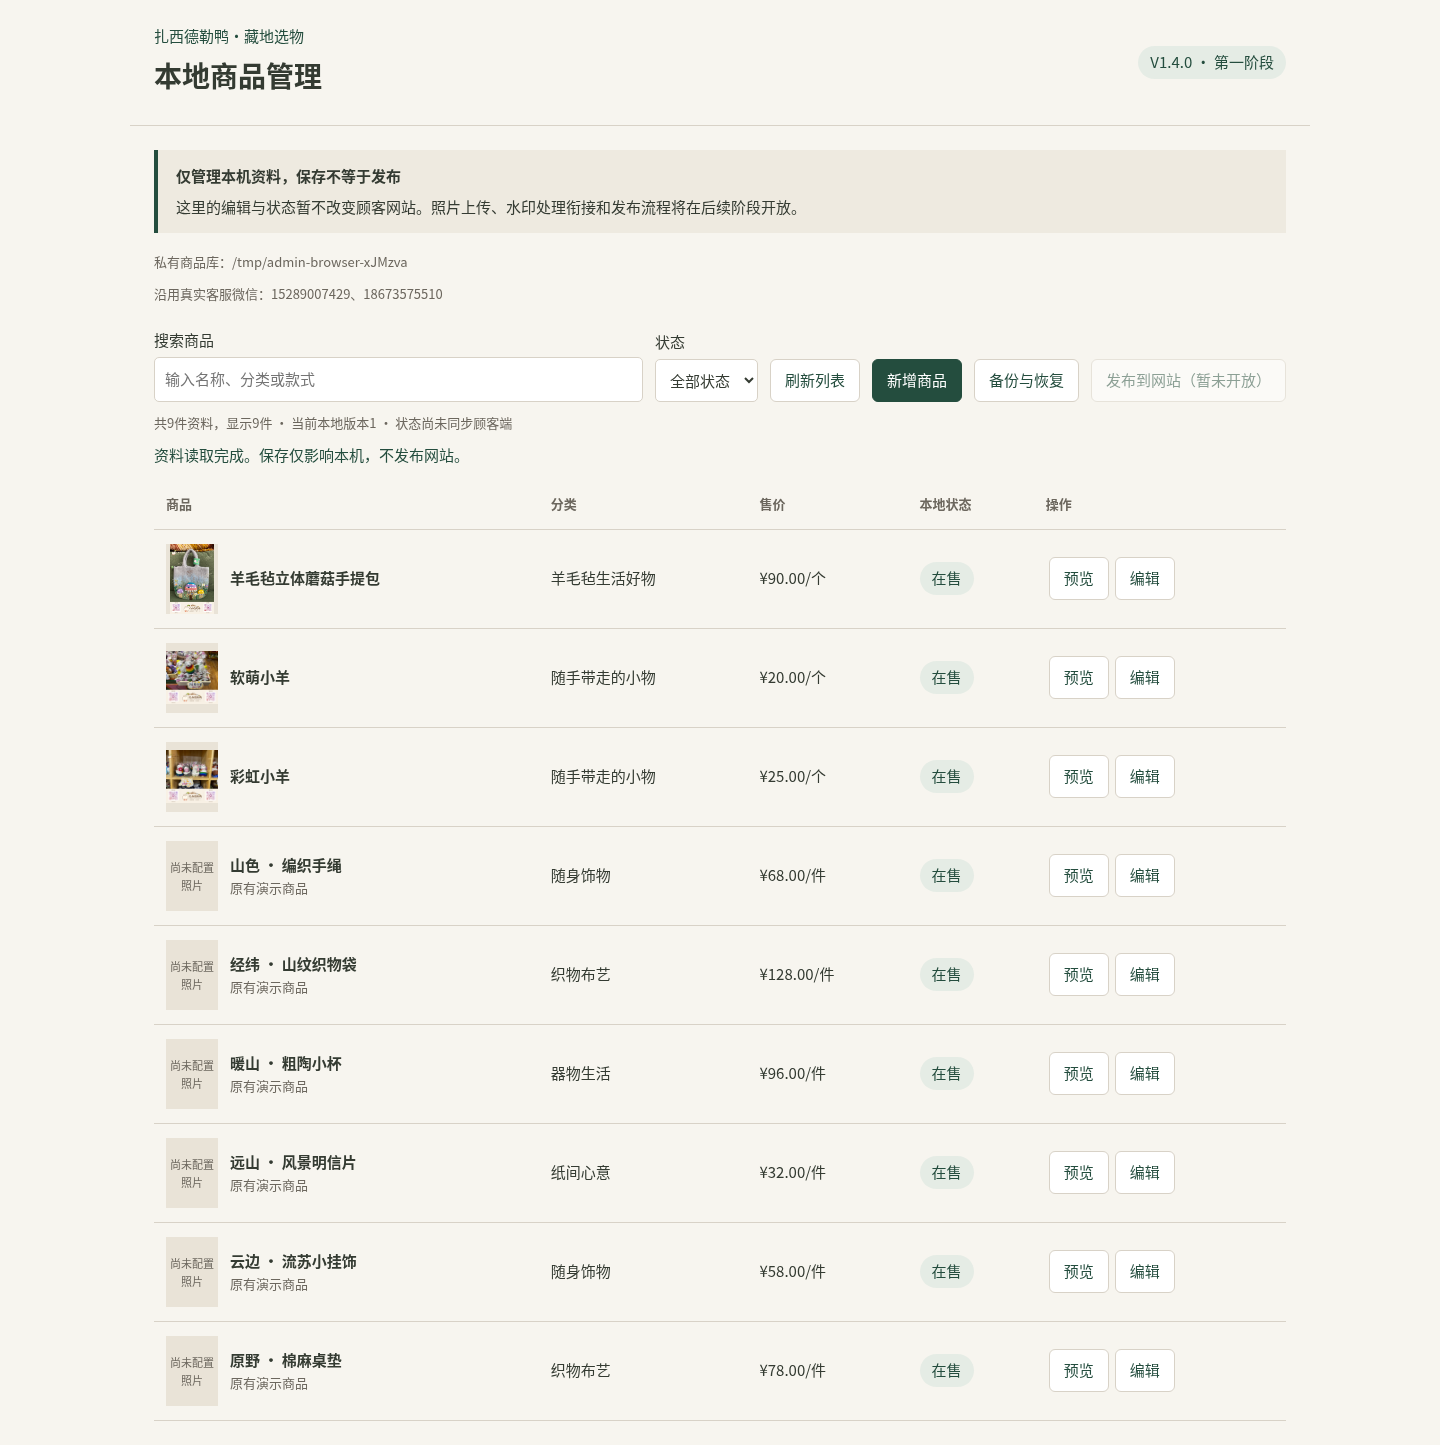 扎西德勒鸭·藏地选物
本地商品管理
V1.4.0 · 第一阶段
仅管理本机资料，保存不等于发布
这里的编辑与状态暂不改变顾客网站。照片上传、水印处理衔接和发布流程将在后续阶段开放。
私有商品库：/tmp/admin-browser-xJMzva
沿用真实客服微信：15289007429、18673575510
搜索商品
状态
输入名称、分类或款式
全部状态
刷新列表
新增商品
备份与恢复
发布到网站（暂未开放）
共9件资料，显示9件 · 当前本地版本1 · 状态尚未同步顾客端
资料读取完成。保存仅影响本机，不发布网站。
商品 分类 售价 本地状态 操作
羊毛毡立体蘑菇手提包 羊毛毡生活好物 ¥90.00/个 在售 预览 编辑
软萌小羊 随手带走的小物 ¥20.00/个 在售 预览 编辑
彩虹小羊 随手带走的小物 ¥25.00/个 在售 预览 编辑
尚未配置
照片
山色 · 编织手绳
原有演示商品
随身饰物 ¥68.00/件 在售 预览 编辑
尚未配置
照片
经纬 · 山纹织物袋
原有演示商品
织物布艺 ¥128.00/件 在售 预览 编辑
尚未配置
照片
暖山 · 粗陶小杯
原有演示商品
器物生活 ¥96.00/件 在售 预览 编辑
尚未配置
照片
远山 · 风景明信片
原有演示商品
纸间心意 ¥32.00/件 在售 预览 编辑
尚未配置
照片
云边 · 流苏小挂饰
原有演示商品
随身饰物 ¥58.00/件 在售 预览 编辑
尚未配置
照片
原野 · 棉麻桌垫
原有演示商品
织物布艺 ¥78.00/件 在售 预览 编辑